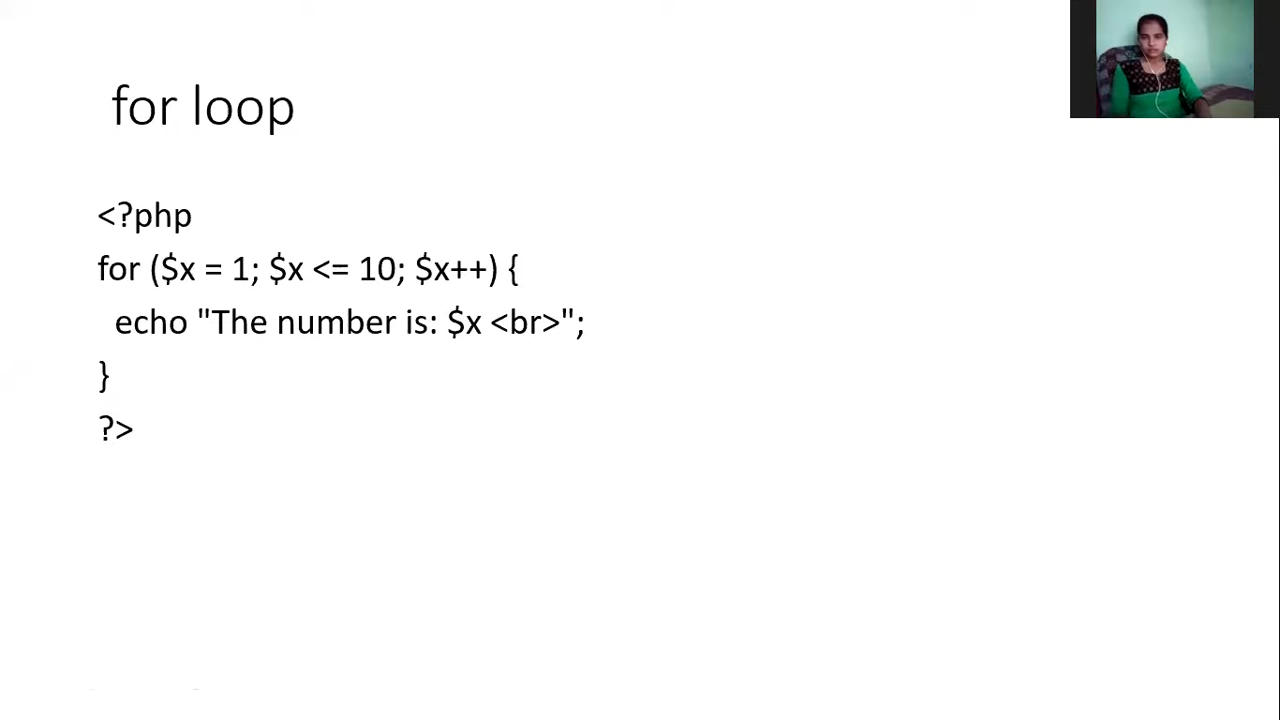 for loop
<?php
for ($x = 1; $x <= 10; $x++) {
echo "The number is: $x <br>";
}
?>